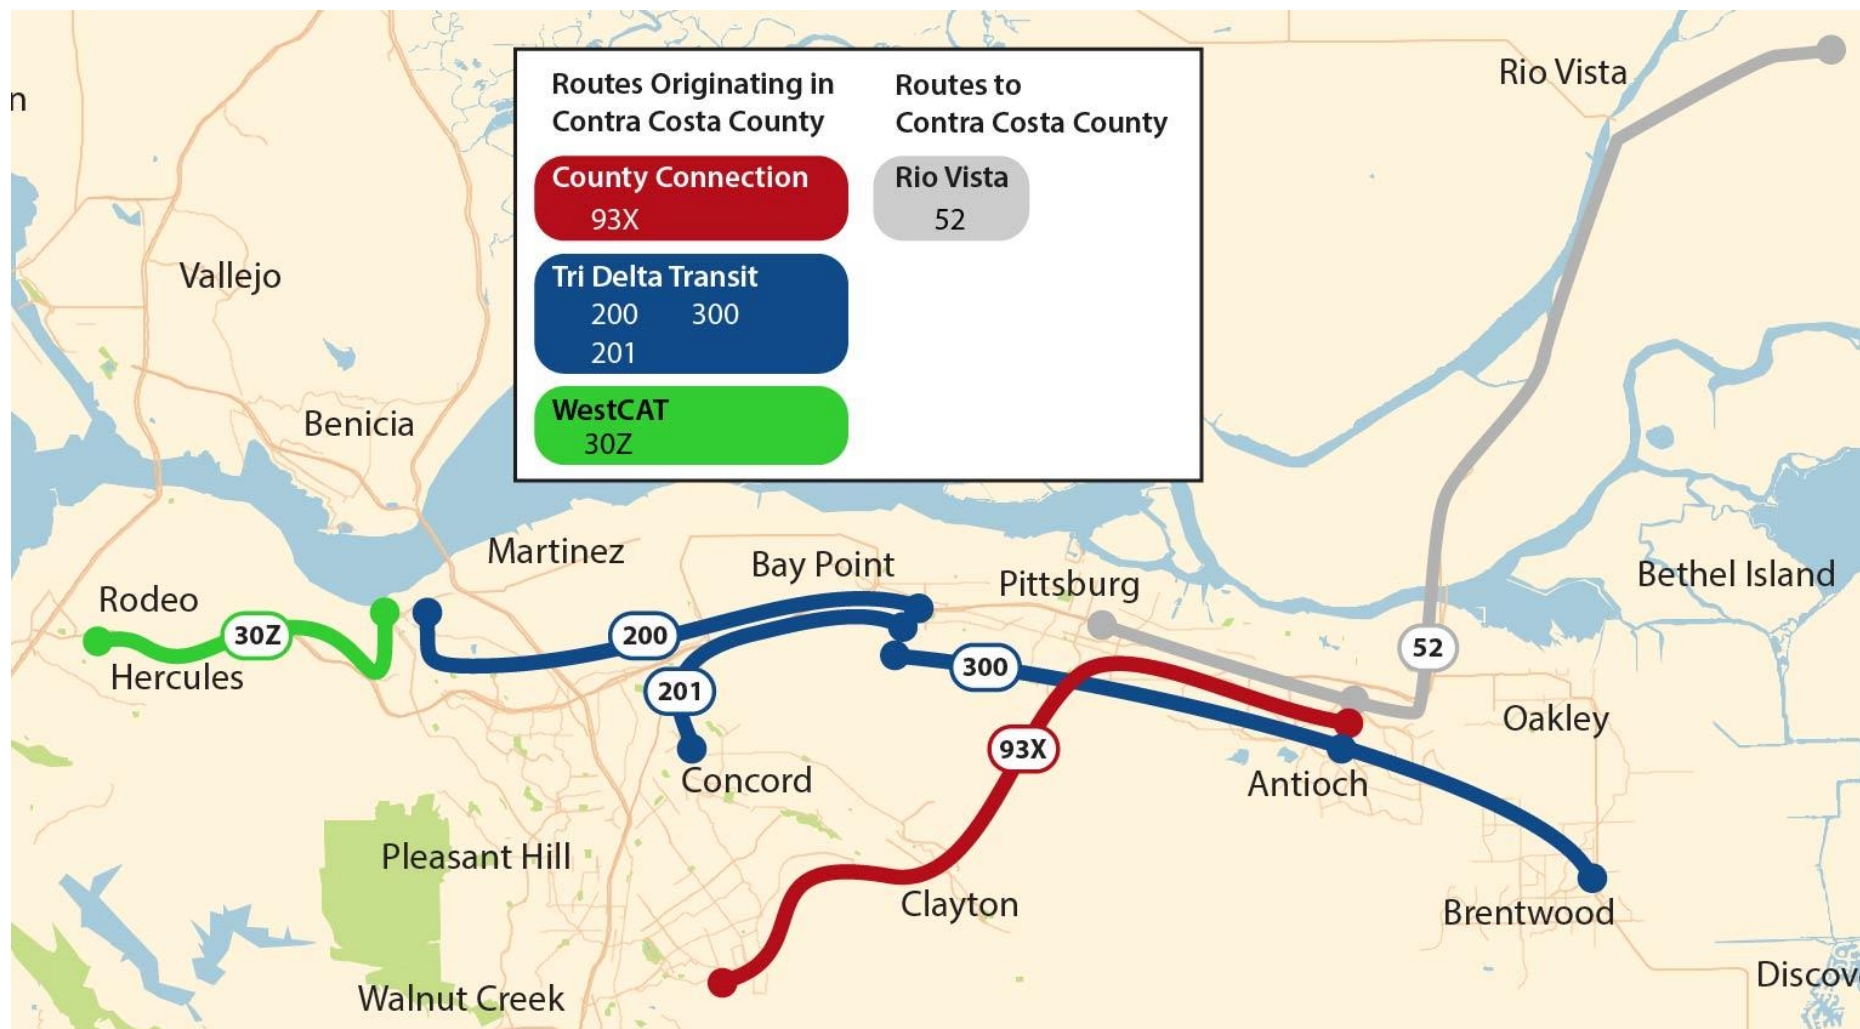 n
Rio Vista
Routes Originating in
Contra Costa County
County Connection
93X
Tri Delta Transit
200 300
201
WestCAT
30Z
Routes to
Contra Costa County
Rio Vista
52
Vallejo
Benicia
Martinez
Bay Point
Pittsburg
Bethel Island
Rodeo
30Z
200
52
Hercules
300
201
Oakley
93X
Concord
Antioch
Pleasant Hill
Clayton
Brentwood
Discov
Walnut Creek